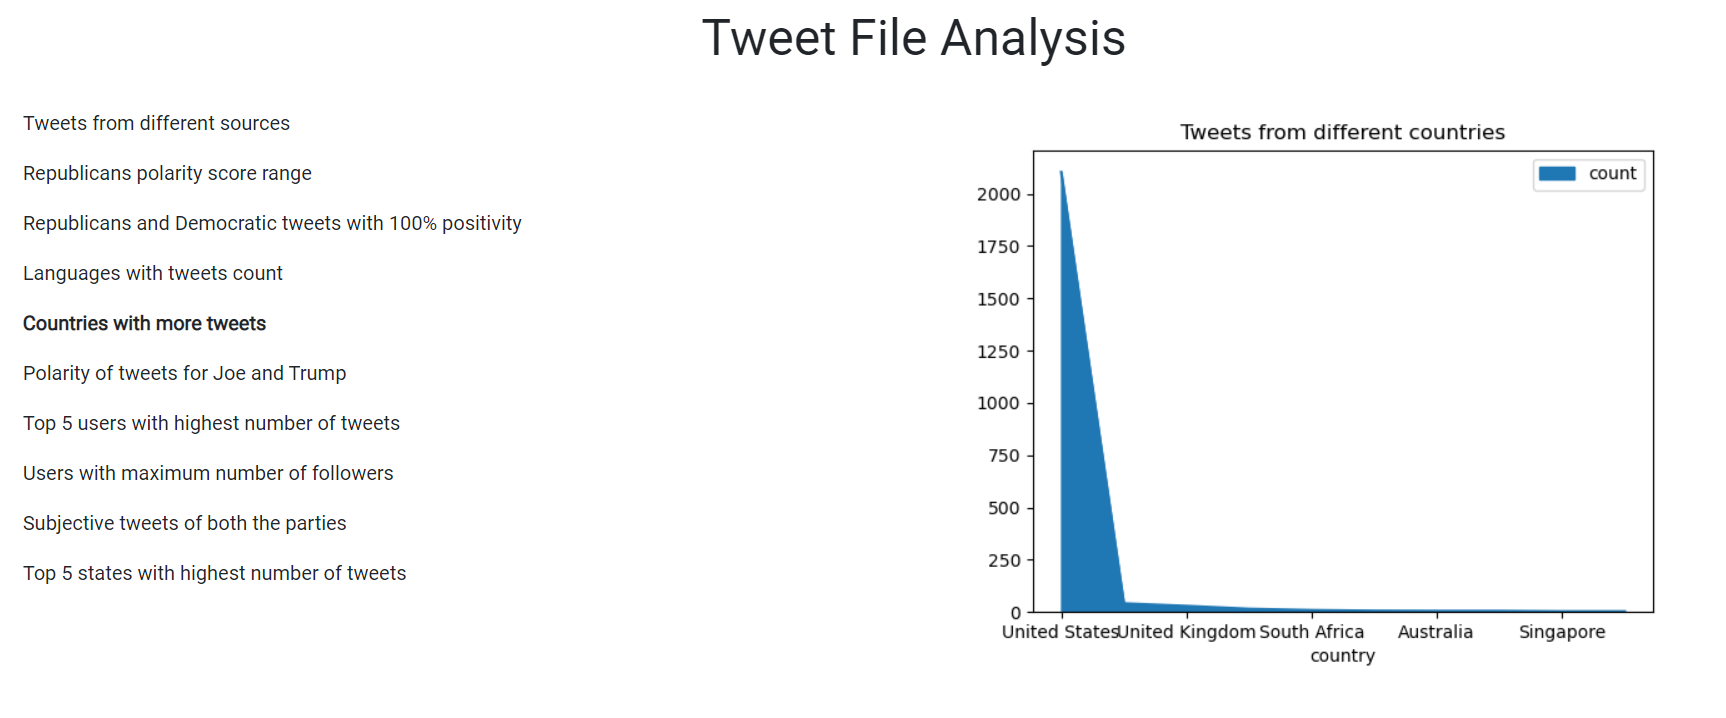 Tweet File Analysis
Tweets from different sources
Republicans polarity score range
Republicans and Democratic tweets with 100% positivity
Languages with tweets count
Countries with more tweets
Polarity of tweets for Joe and Trump
Top 5 users with highest number of tweets
Users with maximum number of followers
Subjective tweets of both the parties
Top 5 states with highest number of tweets
Tweets from different countries
count
2000
1750
1500
1250
1000
750
500
250
0
United States United Kingdom South Africa Australia Singapore
country